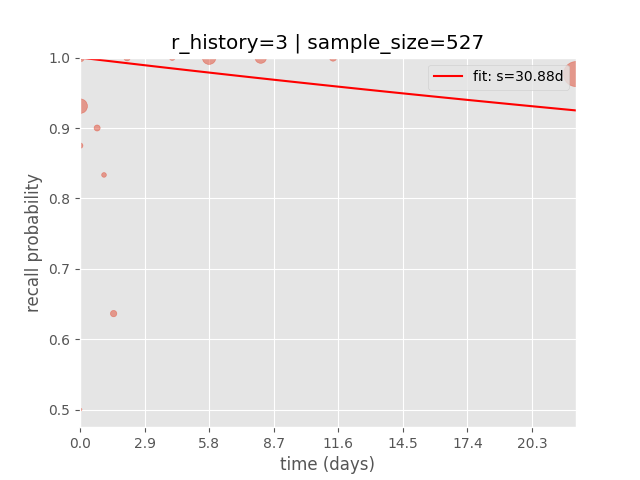 r_history=3 | sample_size=527
fit: s=30.88d
1.0
0.9
0.8
0.7
0.6
0.5
recall probability
0.0 2.9 5.8 8.7 11.6 14.5 17.4 20.3
time (days)